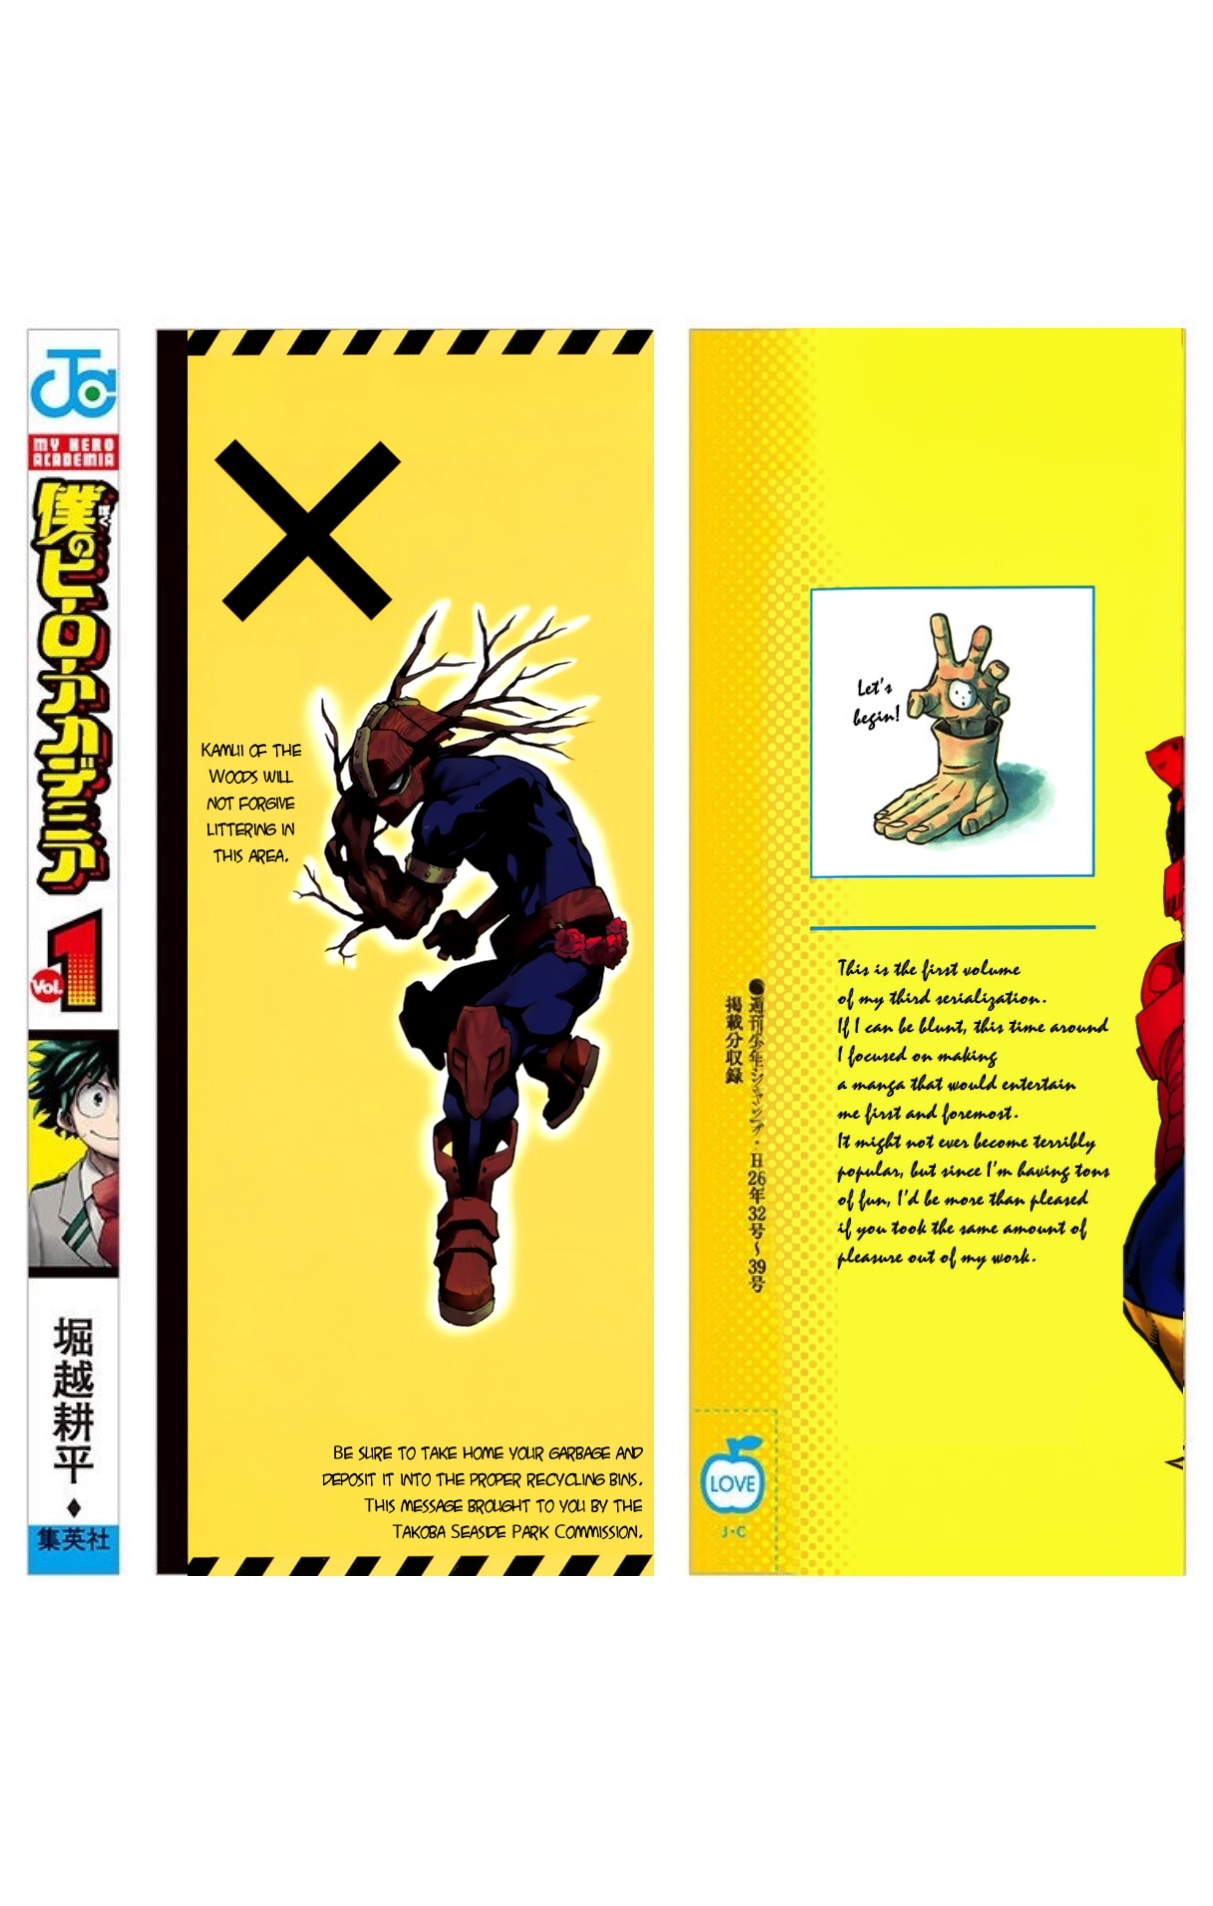 JC
MY HERO
ACADEMIA
僕のヒーローアカデミア
ぼく
Vol.1
堀越耕平◆
集英社
KAMUI OF THE
WOODS WILL
NOT FORGIVE
LITTERING IN
THIS AREA.
BE SURE TO TAKE HOME YOUR GARBAGE AND
DEPOSIT IT INTO THE PROPER RECYCLING BINS.
THIS MESSAGE BROUGHT TO YOU BY THE
TAKOBA SEASIDE PARK COMMISSION.
Let's
begin!
This is the first volume
of my third serialization.
If I can be blunt, this time around
I focused on making
a manga that would entertain
me first and foremost.
It might not ever become terribly
popular, but since I'm having tons
of fun, I'd be more than pleased
if you took the same amount of
pleasure out of my work.
●週刊少年ジャンプ・H26年32号〜39号
掲載分収録
LOVE
J・C